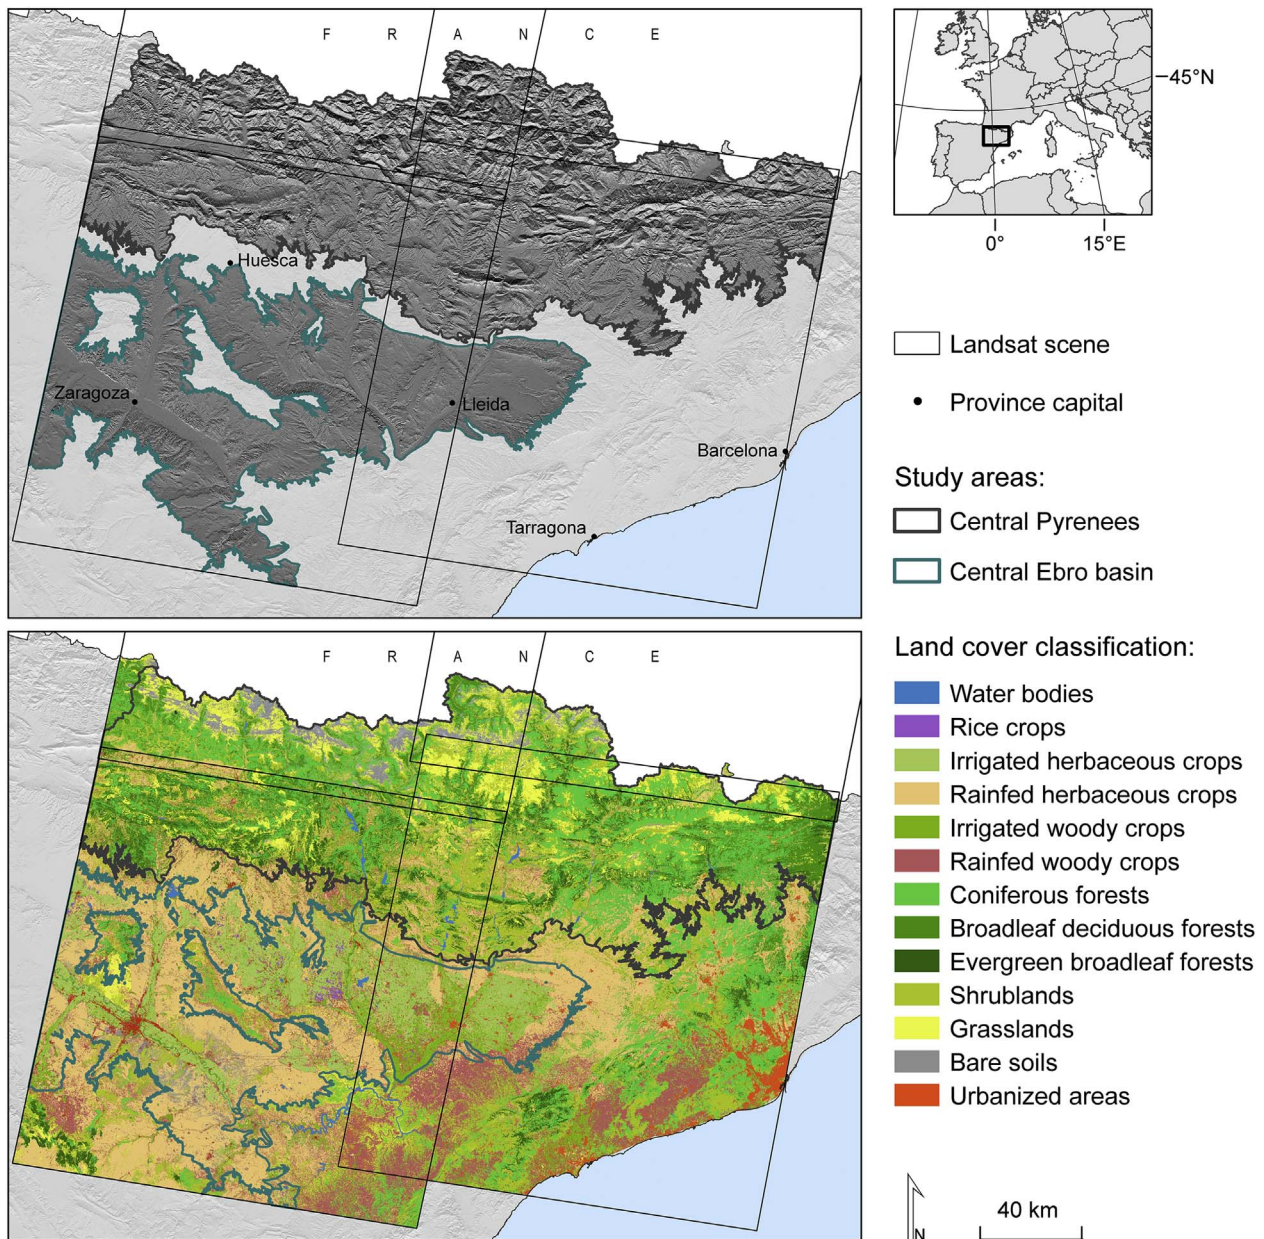 F R A N C E
Huesca
Zaragoza
Lleida
Barcelona
Tarragona
45°N
0°
15°E
Landsat scene
Province capital
Study areas:
Central Pyrenees
Central Ebro basin
F R A N C E
Land cover classification:
Water bodies
Rice crops
Irrigated herbaceous crops
Rainfed herbaceous crops
Irrigated woody crops
Rainfed woody crops
Coniferous forests
Broadleaf deciduous forests
Evergreen broadleaf forests
Shrublands
Grasslands
Bare soils
Urbanized areas
40 km
N